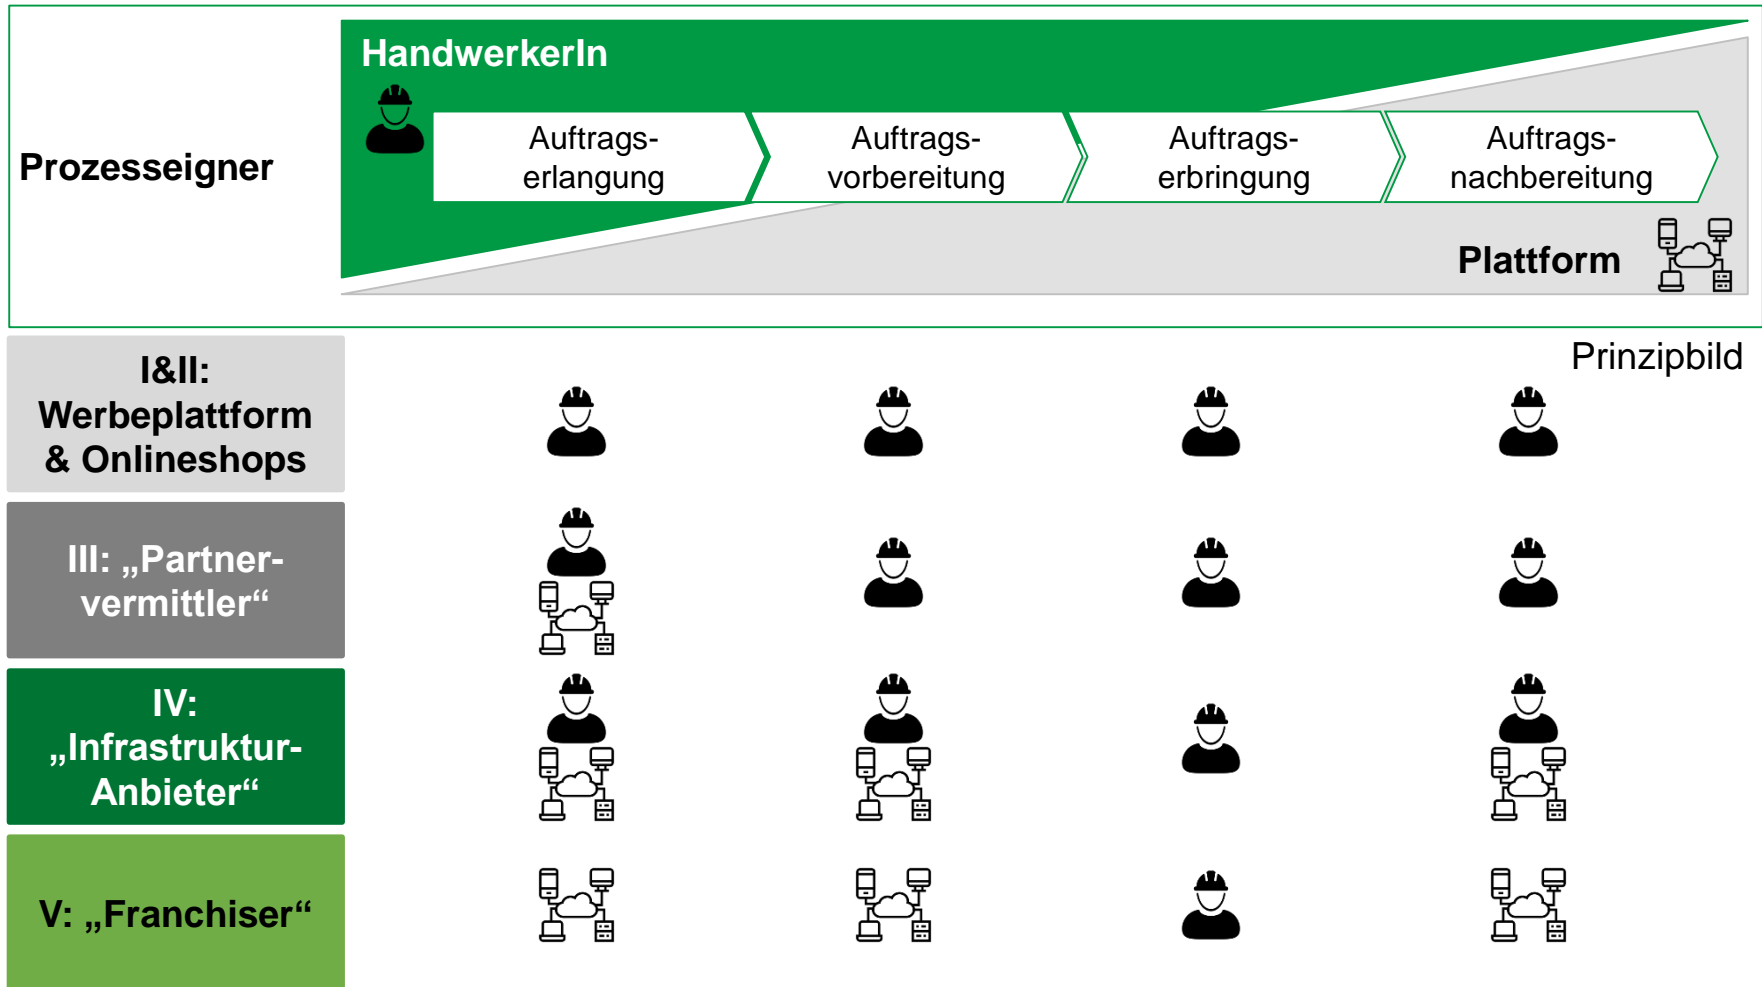 HandwerkerIn
Prozesseigner
Auftrags-
erlangung
Auftrags-
vorbereitung
Auftrags-
erbringung
Auftrags-
nachbereitung
Plattform
Prinzipbild
I&II:
Werbeplattform
& Onlineshops
III: „Partner-
vermittler“
IV:
„Infrastruktur-
Anbieter“
V: „Franchiser“